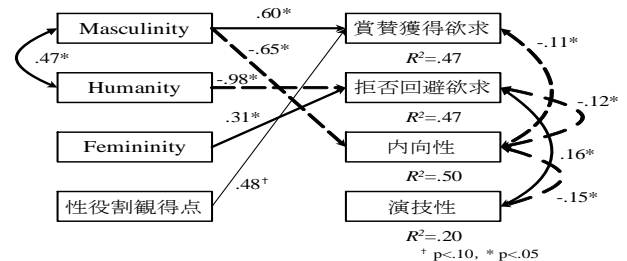 Masculinity
.60*
賞賛獲得欲求
-.65*
R²=.47
-.11*
.47*
Humanity
-.98*
拒否回避欲求
R²=.47
-.12*
Femininity
.31*
内向性
R²=.50
.16*
-.15*
性役割観得点
.48†
演技性
R²=.20
† p<.10, * p<.05